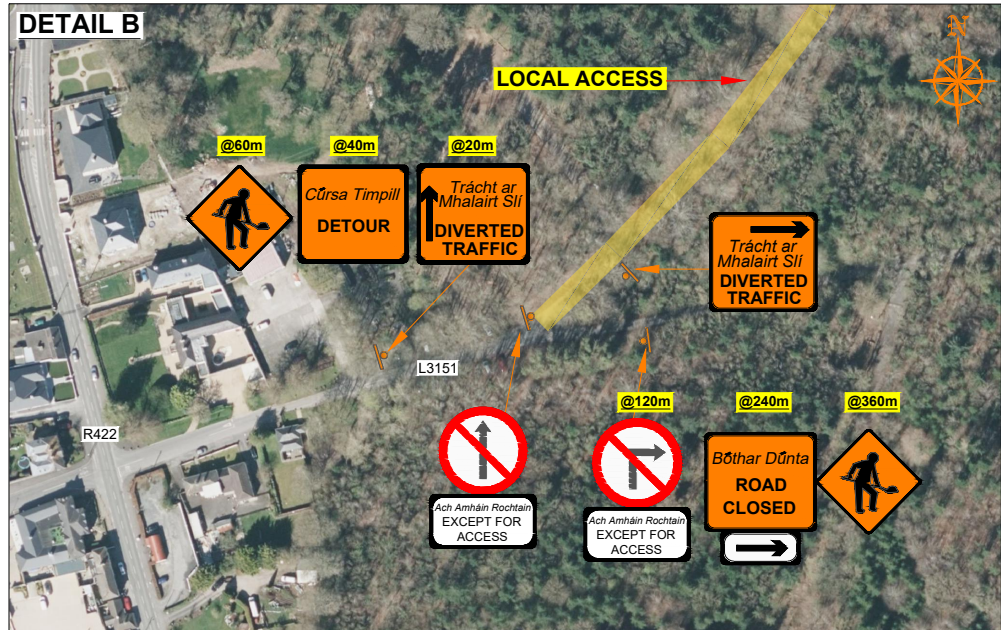 DETAIL B
N
LOCAL ACCESS
@60m
@40m
@20m
Cúrsa Timpill
DETOUR
Trácht ar
Mhalairt Slí
DIVERTED
TRAFFIC
Trácht ar
Mhalairt Slí
DIVERTED
TRAFFIC
L3151
R422
@120m
@240m
@360m
Ach Amháin Rochtain
EXCEPT FOR
ACCESS
Ach Amháin Rochtain
EXCEPT FOR
ACCESS
Bóthar Dúnta
ROAD
CLOSED